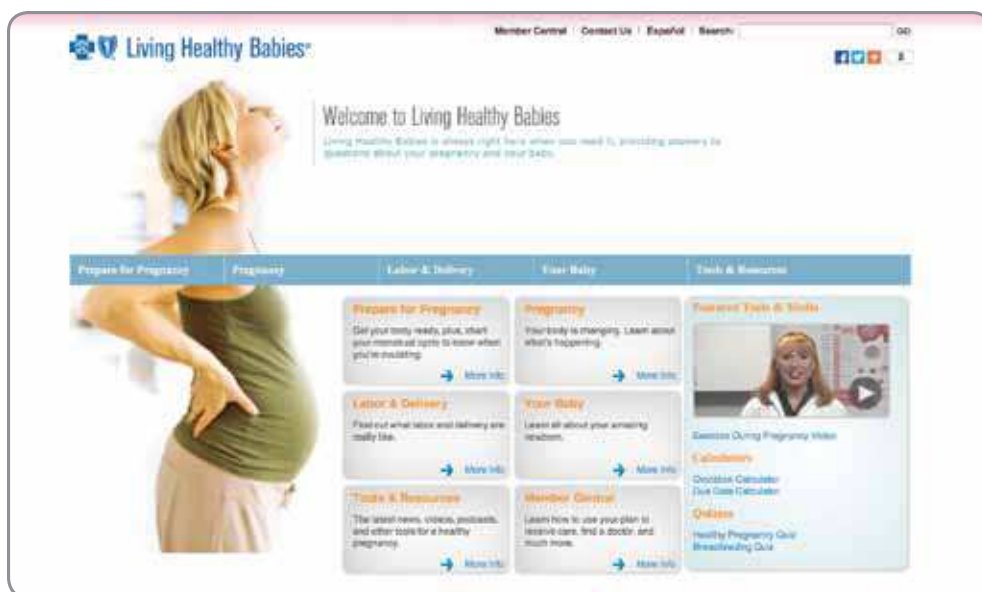 Member Central | Contact Us | Español | Search: GO
Living Healthy Babies
Welcome to Living Healthy Babies
Living Healthy Babies is always right here when you need it, providing answers to
questions about your pregnancy and your baby.
Prepare for Pregnancy
Pregnancy
Labor & Delivery
Your Baby
Tools & Resources
Prepare for Pregnancy
Get your body ready, plus, chart
your menstrual cycle to know when
you're ovulating.
More Info
Pregnancy
Your body is changing. Learn about
what's happening.
More Info
Labor & Delivery
Find out what labor and delivery are
really like.
More Info
Your Baby
Learn all about your amazing
newborn.
More Info
Tools & Resources
The latest news, videos, podcasts,
and other tools for a healthy
pregnancy.
More Info
Member Central
Learn how to use your plan to
receive care, find a doctor, and
much more.
More Info
Featured Tools &
During Pregnancy Video
Calculators
Ovulation Calculator
Due Date Calculator
Quizzes
Healthy Pregnancy Quiz
Breastfeeding Quiz